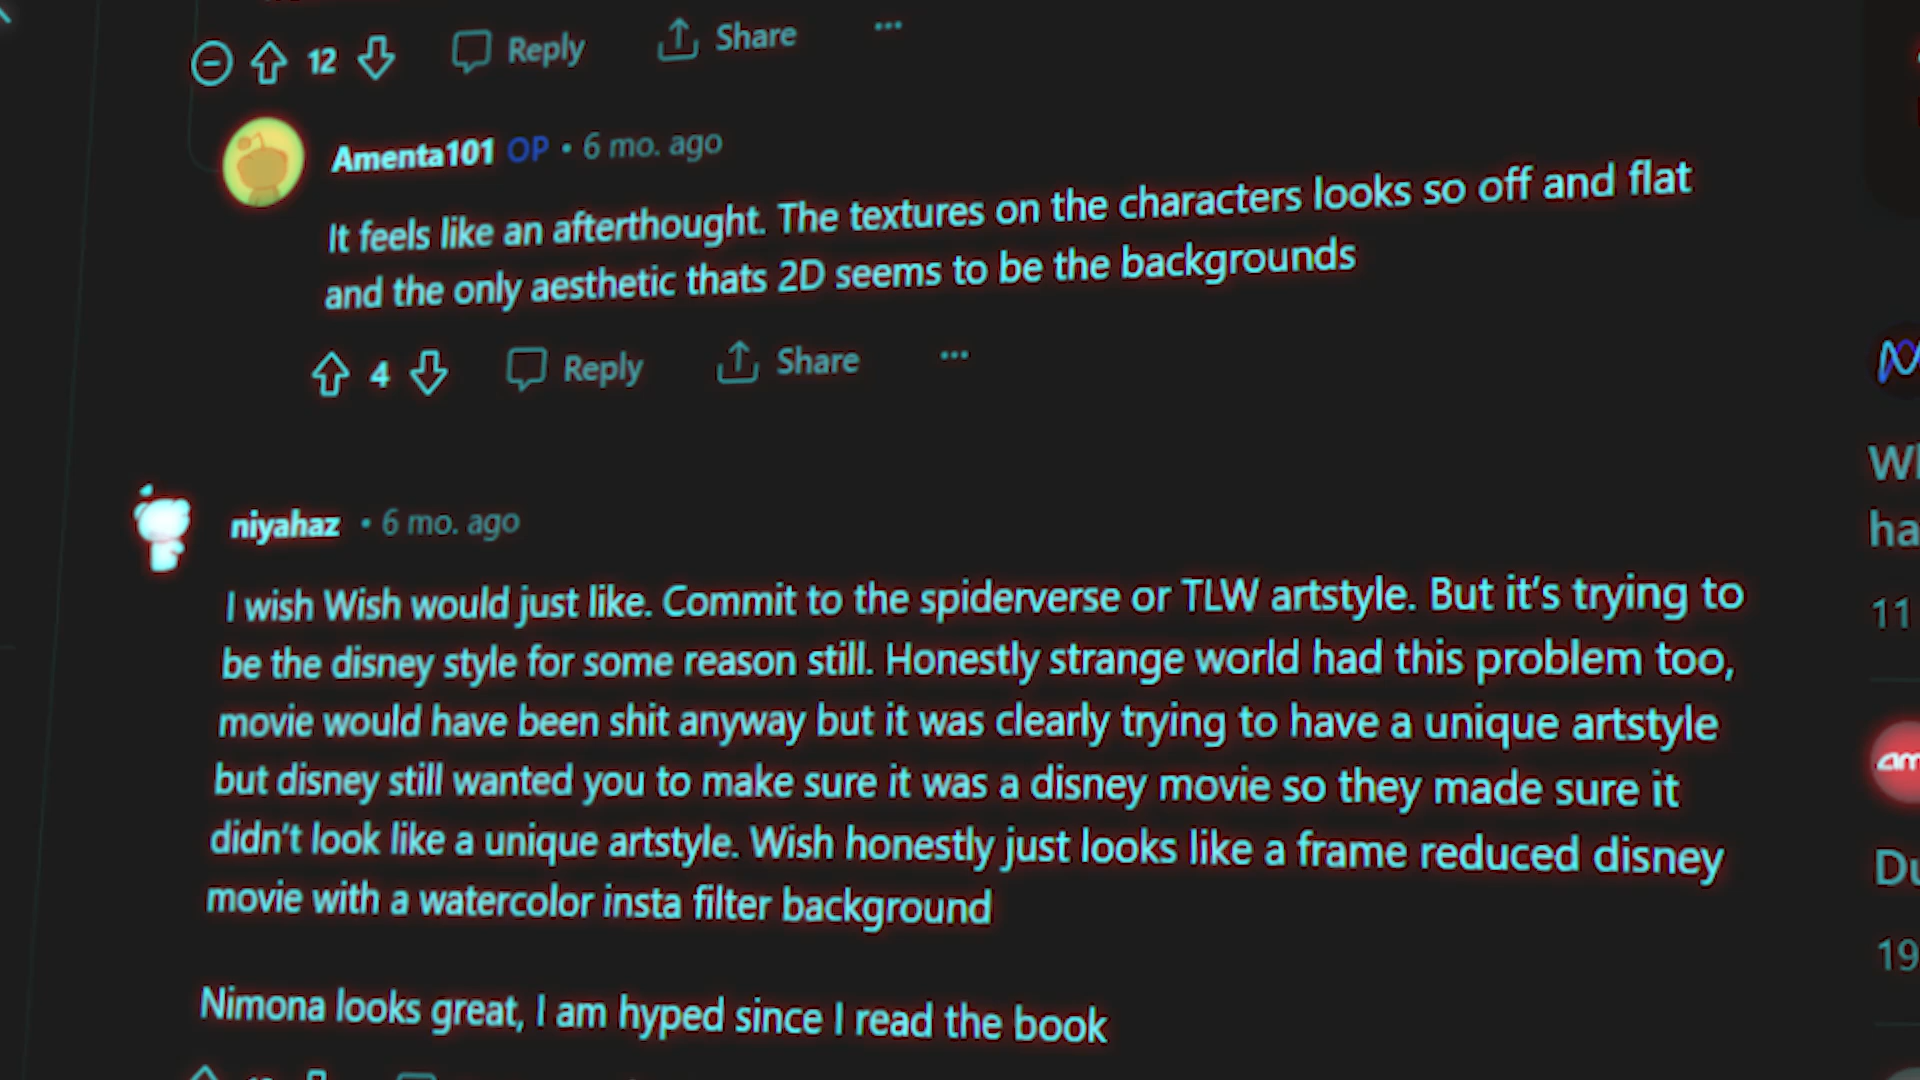 12 Reply Share
Amenta101 OP • 6 mo. ago
It feels like an afterthought. The textures on the characters looks so off and flat
and the only aesthetic thats 2D seems to be the backgrounds
4 Reply Share
niyahaz • 6 mo. ago
I wish Wish would just like. Commit to the spiderverse or TLW artstyle. But it’s trying to
be the disney style for some reason still. Honestly strange world had this problem too,
movie would have been shit anyway but it was clearly trying to have a unique artstyle
but disney still wanted you to make sure it was a disney movie so they made sure it
didn’t look like a unique artstyle. Wish honestly just looks like a frame reduced disney
movie with a watercolor insta filter background
Nimona looks great, I am hyped since I read the book
ha
11
am
Du
19